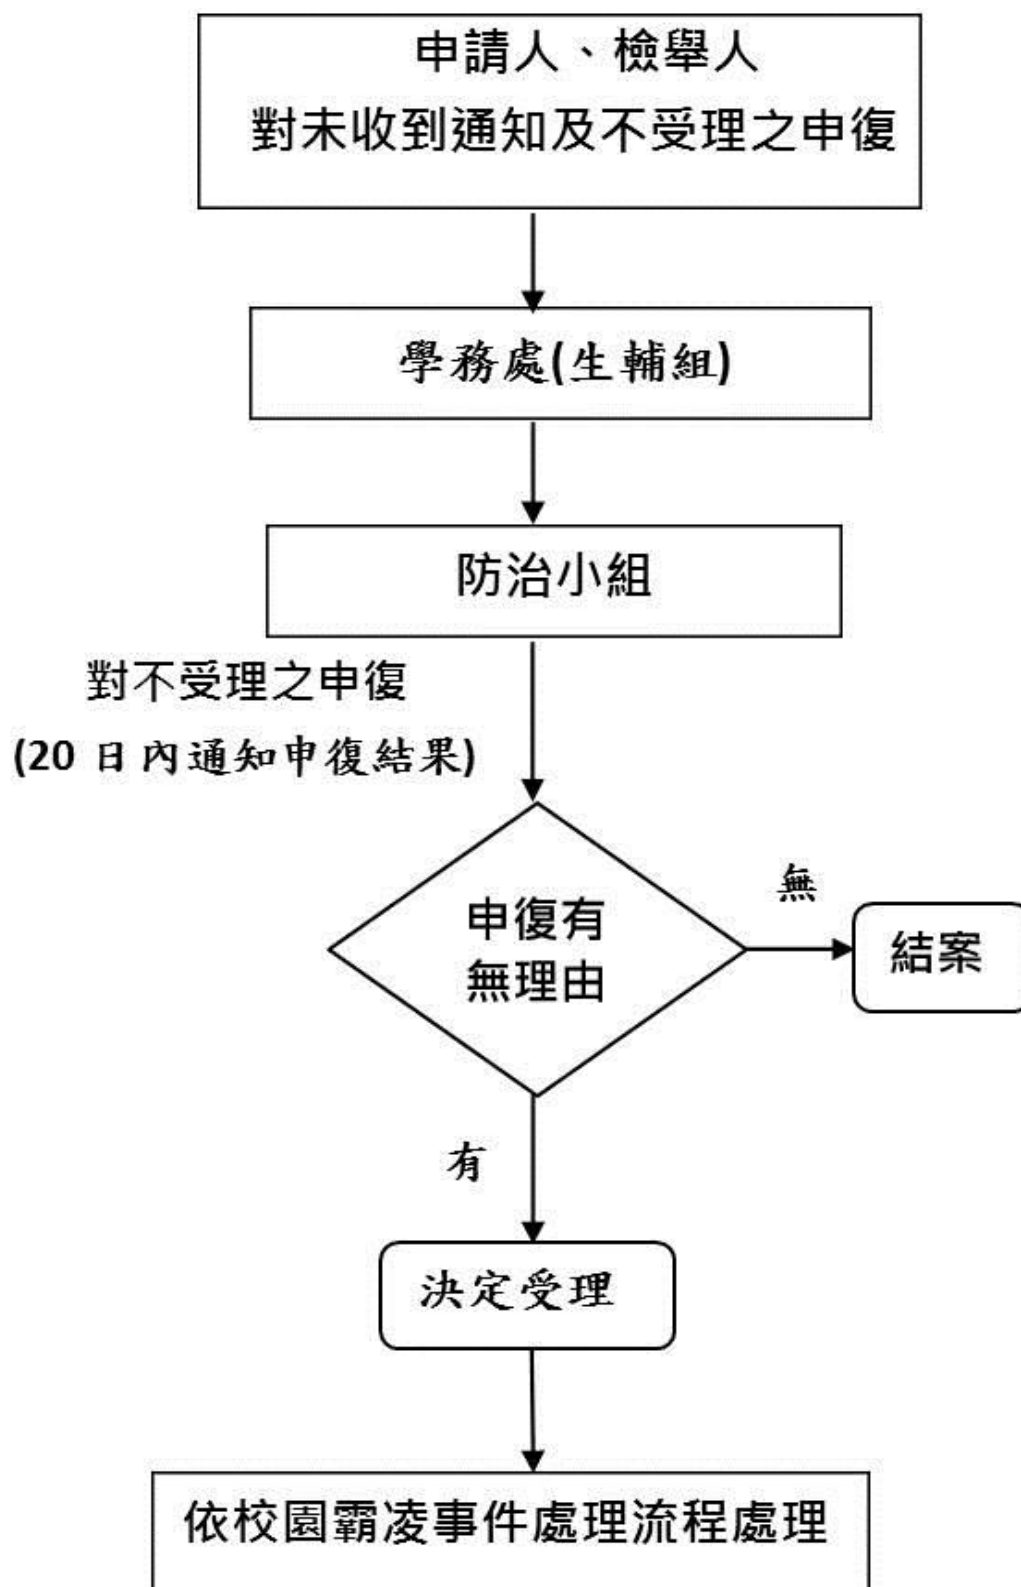 申請人、檢舉人
對未收到通知及不受理之申復
學務處(生輔組)
防治小組
對不受理之申復
(20 日內通知申復結果)
申復有
無理由
無
結案
有
決定受理
依校園霸凌事件處理流程處理